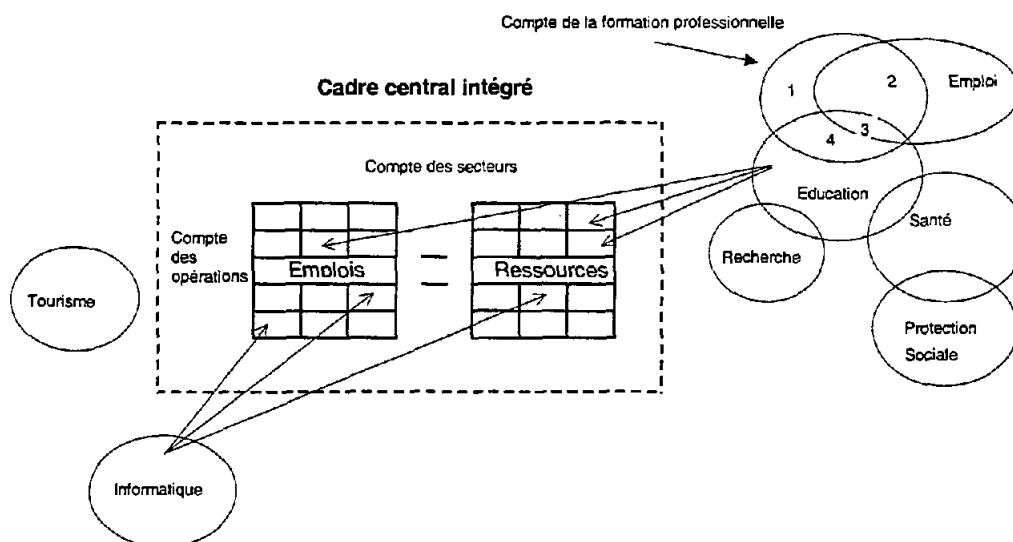 Compte de la formation professionnelle
1
2
Emploi
3
4
Cadre central intégré
Compte des secteurs
Education
Santé
Compte
des
opérations
Emplois
=
Ressources
Recherche
Tourisme
Protection
Sociale
Informatique